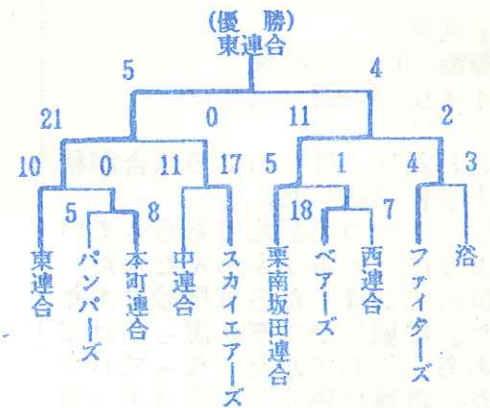 (優 勝)
東連合
5 4
21 0 11 2
10 0 11 17 5 1 4 3
5 8 18 7
東連合
パンパーズ
本町連合
中連合
スカイエアーズ
栗南坂田連合
ベアーズ
西連合
ファイターズ
浴